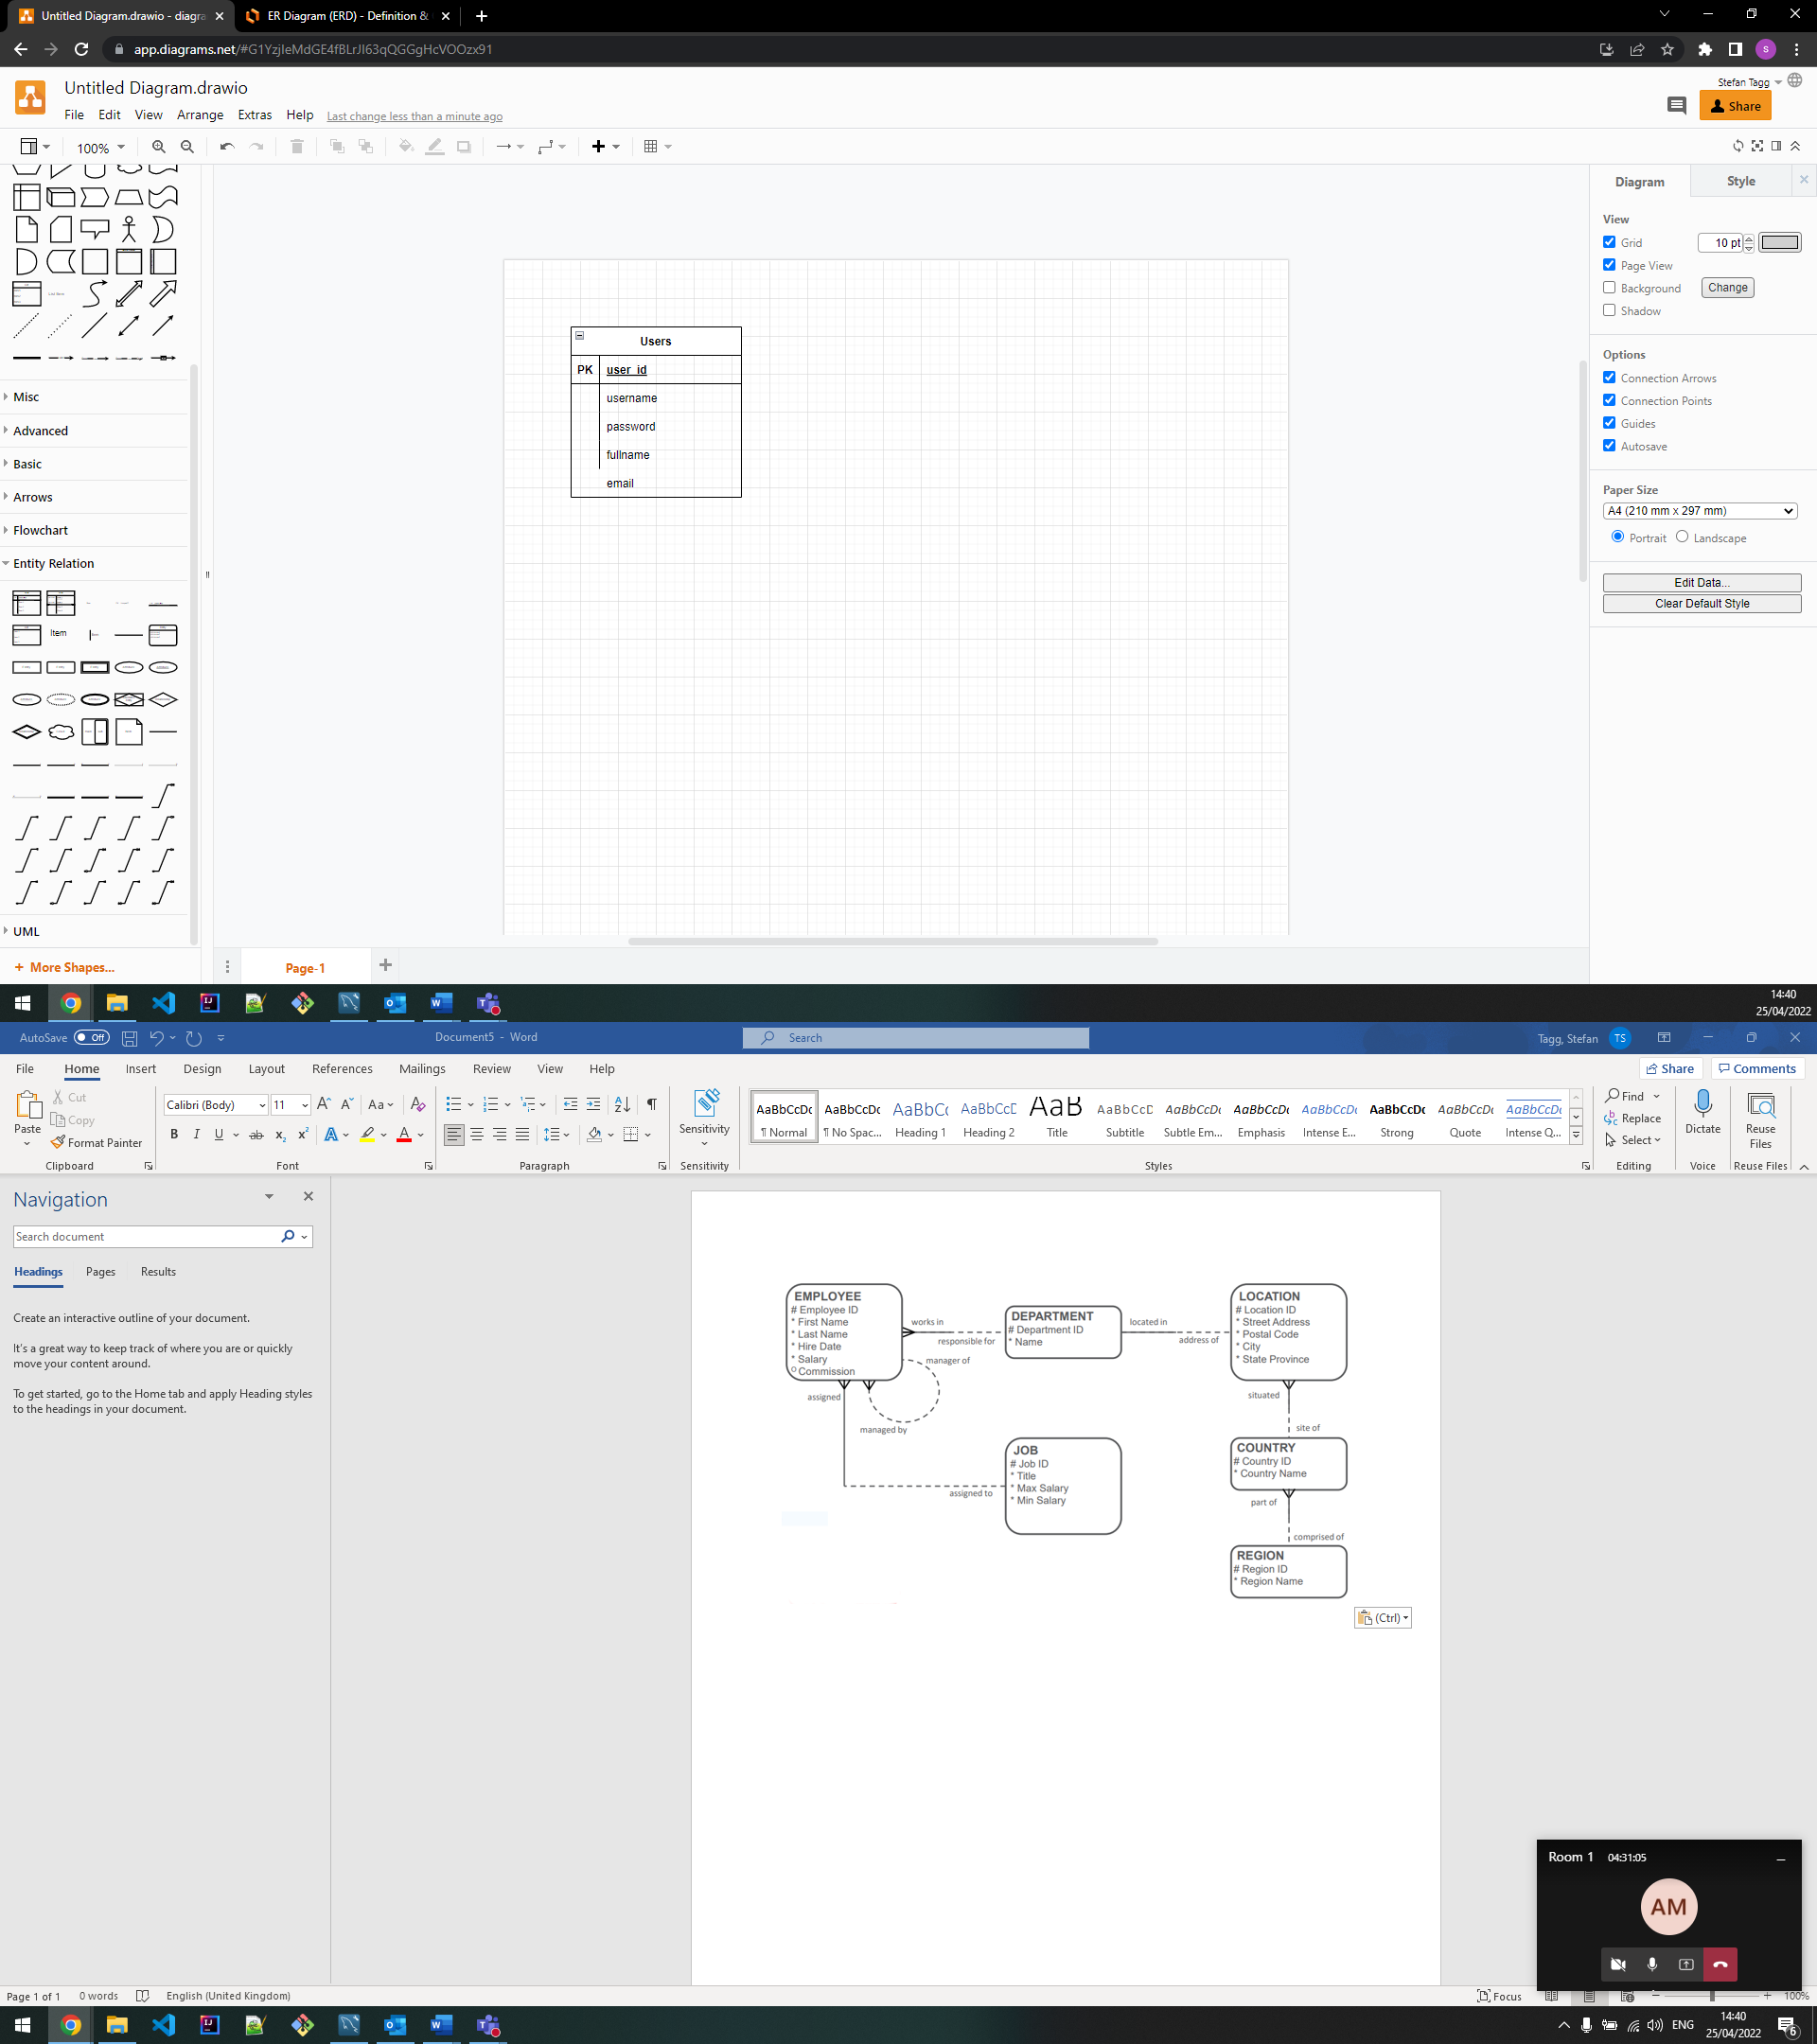 Untitled Diagram.drawio - diagra
ER Diagram (ERD) - Definition &
app.diagrams.net/#G1YzjIeMdGE4fBLrJI63qQGGgHcVOOzx91
Untitled Diagram.drawio
Stefan Tagg
File Edit View Arrange Extras Help Last change less than a minute ago
Share
100%
Diagram Style
View
Grid 10 pt
Page View
Background Change
Shadow
Options
Connection Arrows
Connection Points
Guides
Autosave
Paper Size
A4 (210 mm x 297 mm)
Portrait Landscape
Edit Data...
Clear Default Style
Users
PK user_id
username
password
fullname
email
Misc
Advanced
Basic
Arrows
Flowchart
Entity Relation
Item
UML
+ More Shapes...
Page-1
14:40
25/04/2022
AutoSave Off
Document5 - Word
Search
Tagg, Stefan TS
File Home Insert Design Layout References Mailings Review View Help
Share Comments
Paste
Cut
Copy
Format Painter
Clipboard
Calibri (Body) 11
Font
Paragraph
Sensitivity
Sensitivity
AaBbCcDc AaBbCcDc AaBbCc AaBbCcE AaB AaBbCcD AaBbCcDc AaBbCcDc AaBbCcDc AaBbCcDc AaBbCcDc AaBbCcDc
¶ Normal ¶ No Spac... Heading 1 Heading 2 Title Subtitle Subtle Em... Emphasis Intense E... Strong Quote Intense Q...
Styles
Find
Replace
Select
Editing
Dictate
Voice
Reuse
Files
Reuse Files
Navigation
Search document
Headings Pages Results
Create an interactive outline of your document.
It's a great way to keep track of where you are or quickly
move your content around.
To get started, go to the Home tab and apply Heading styles
to the headings in your document.
EMPLOYEE
# Employee ID
* First Name
* Last Name
* Hire Date
* Salary
o Commission
works in
responsible for
manager of
managed by
assigned
assigned to
DEPARTMENT
# Department ID
* Name
located in
address of
LOCATION
# Location ID
* Street Address
* Postal Code
* City
* State Province
situated
site of
JOB
# Job ID
* Title
* Max Salary
* Min Salary
COUNTRY
# Country ID
* Country Name
part of
comprised of
REGION
# Region ID
* Region Name
(Ctrl)
Room 1 04:31:05
AM
Page 1 of 1 0 words English (United Kingdom)
Focus
100%
ENG
14:40
25/04/2022
6